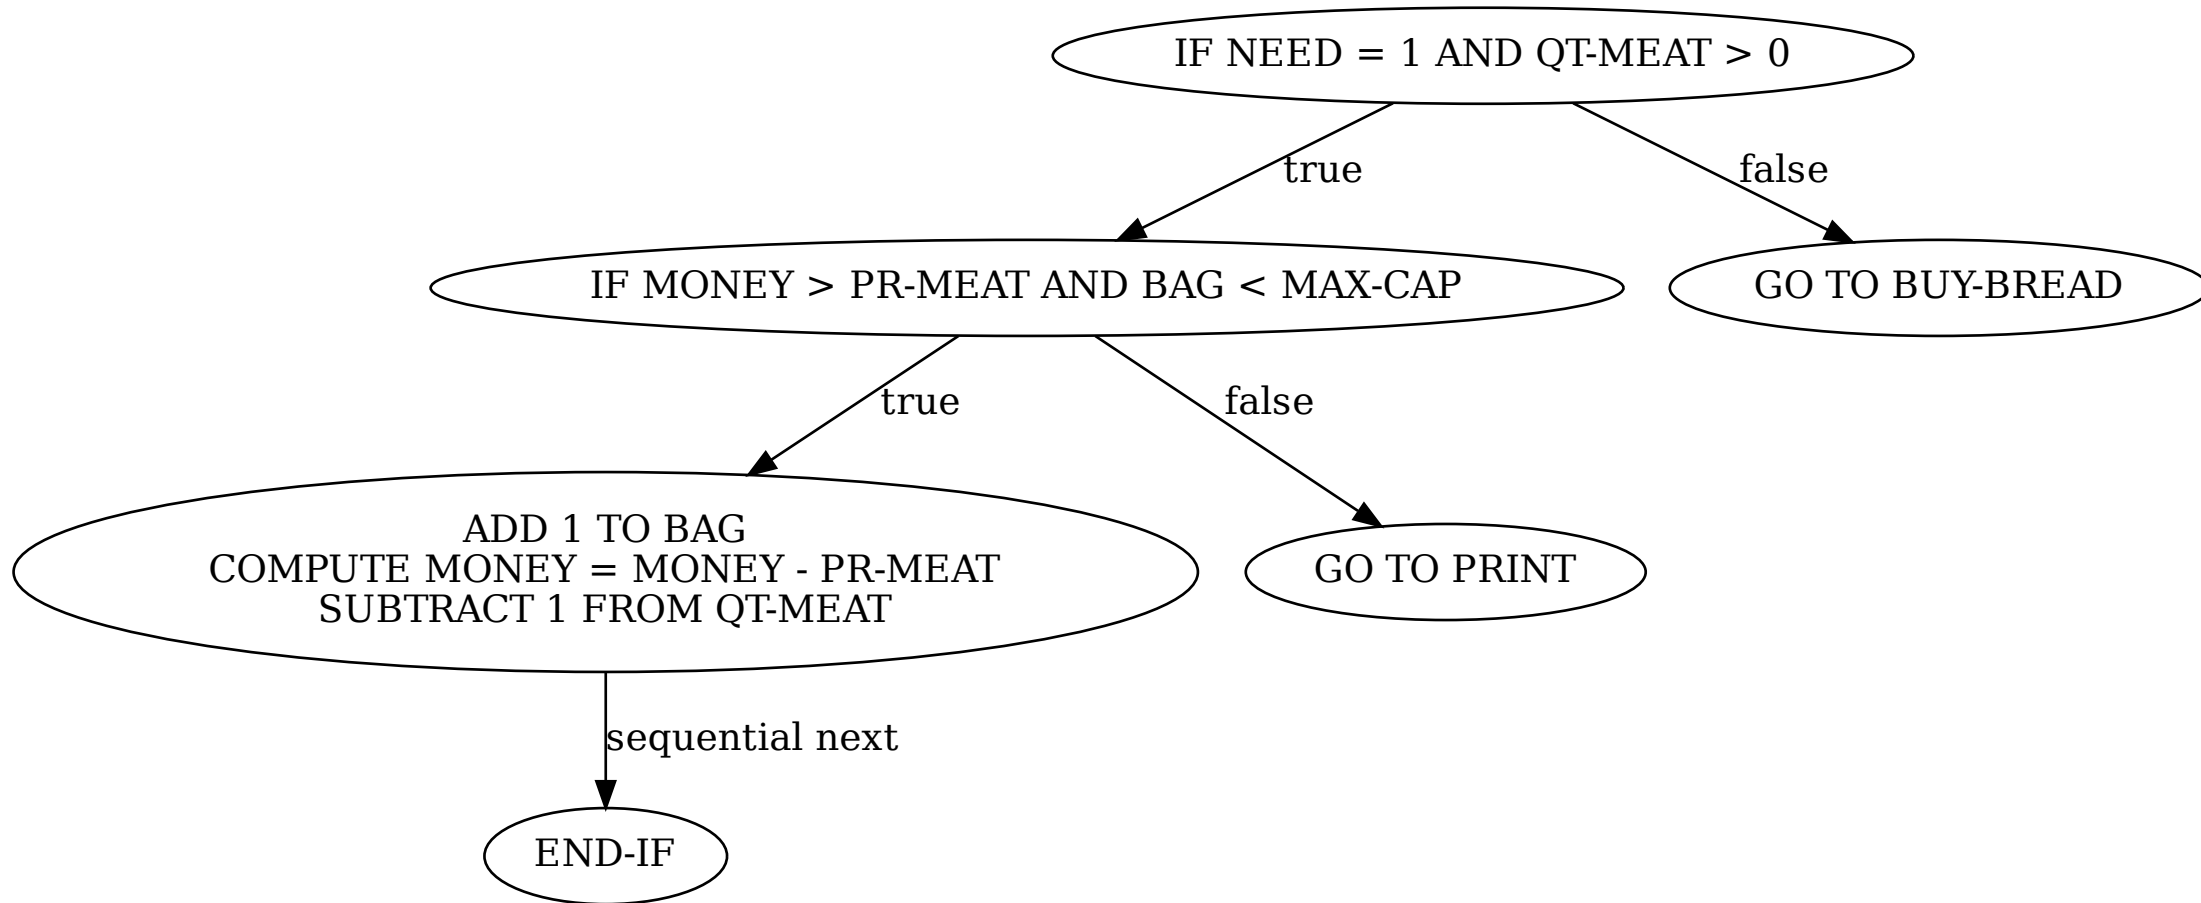 IF NEED = 1 AND QT-MEAT > 0
true
false
IF MONEY > PR-MEAT AND BAG < MAX-CAP
GO TO BUY-BREAD
true
false
ADD 1 TO BAG
COMPUTE MONEY = MONEY - PR-MEAT
SUBTRACT 1 FROM QT-MEAT
GO TO PRINT
sequential next
END-IF